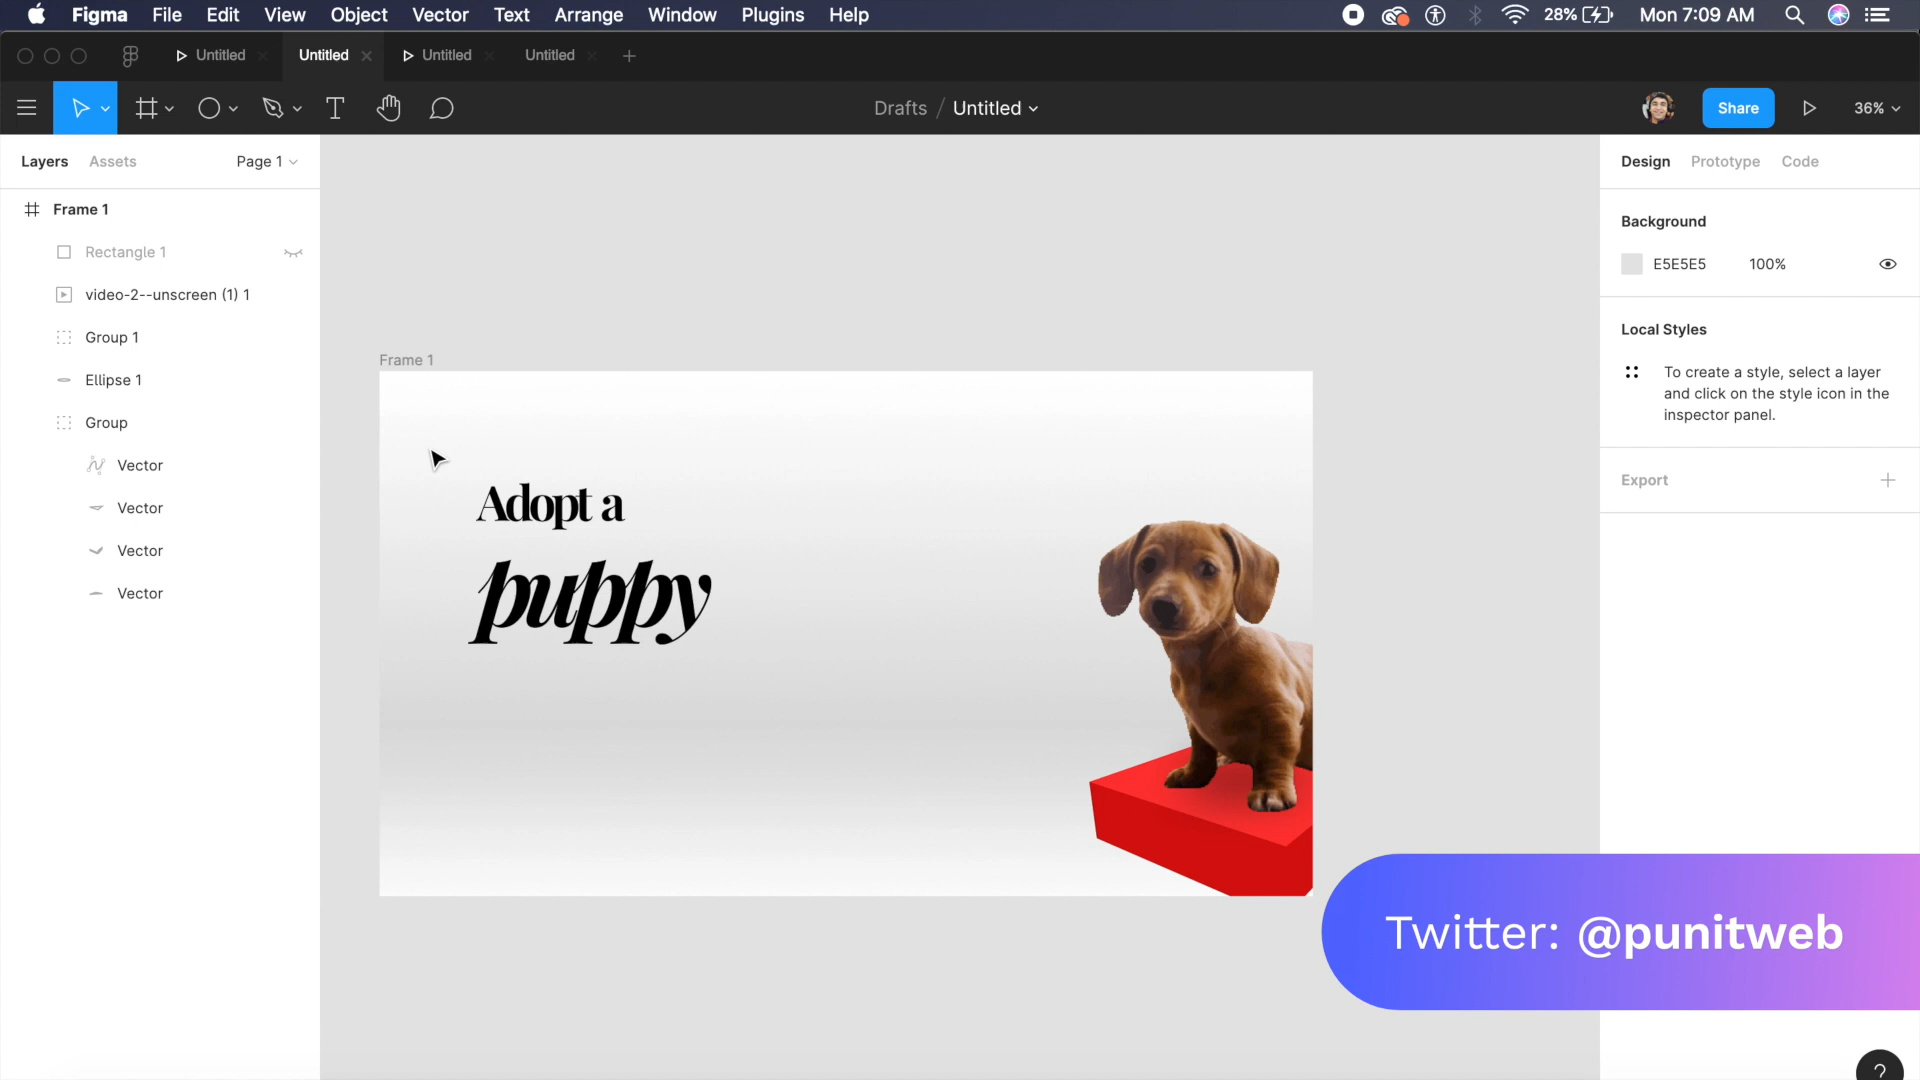 Figma File Edit View Object Vector Text Arrange Window Plugins Help 28% Mon 7:09 AM
Untitled Untitled Untitled Untitled
Drafts / Untitled Share 36%
Layers Assets Page 1
Frame 1
Rectangle 1
video-2--unscreen (1) 1
Group 1
Ellipse 1
Group
Vector
Vector
Vector
Vector
Frame 1
Adopt a
puppy
Design Prototype Code
Background
E5E5E5 100%
Local Styles
To create a style, select a layer
and click on the style icon in the
inspector panel.
Export
Twitter: @punitweb
?